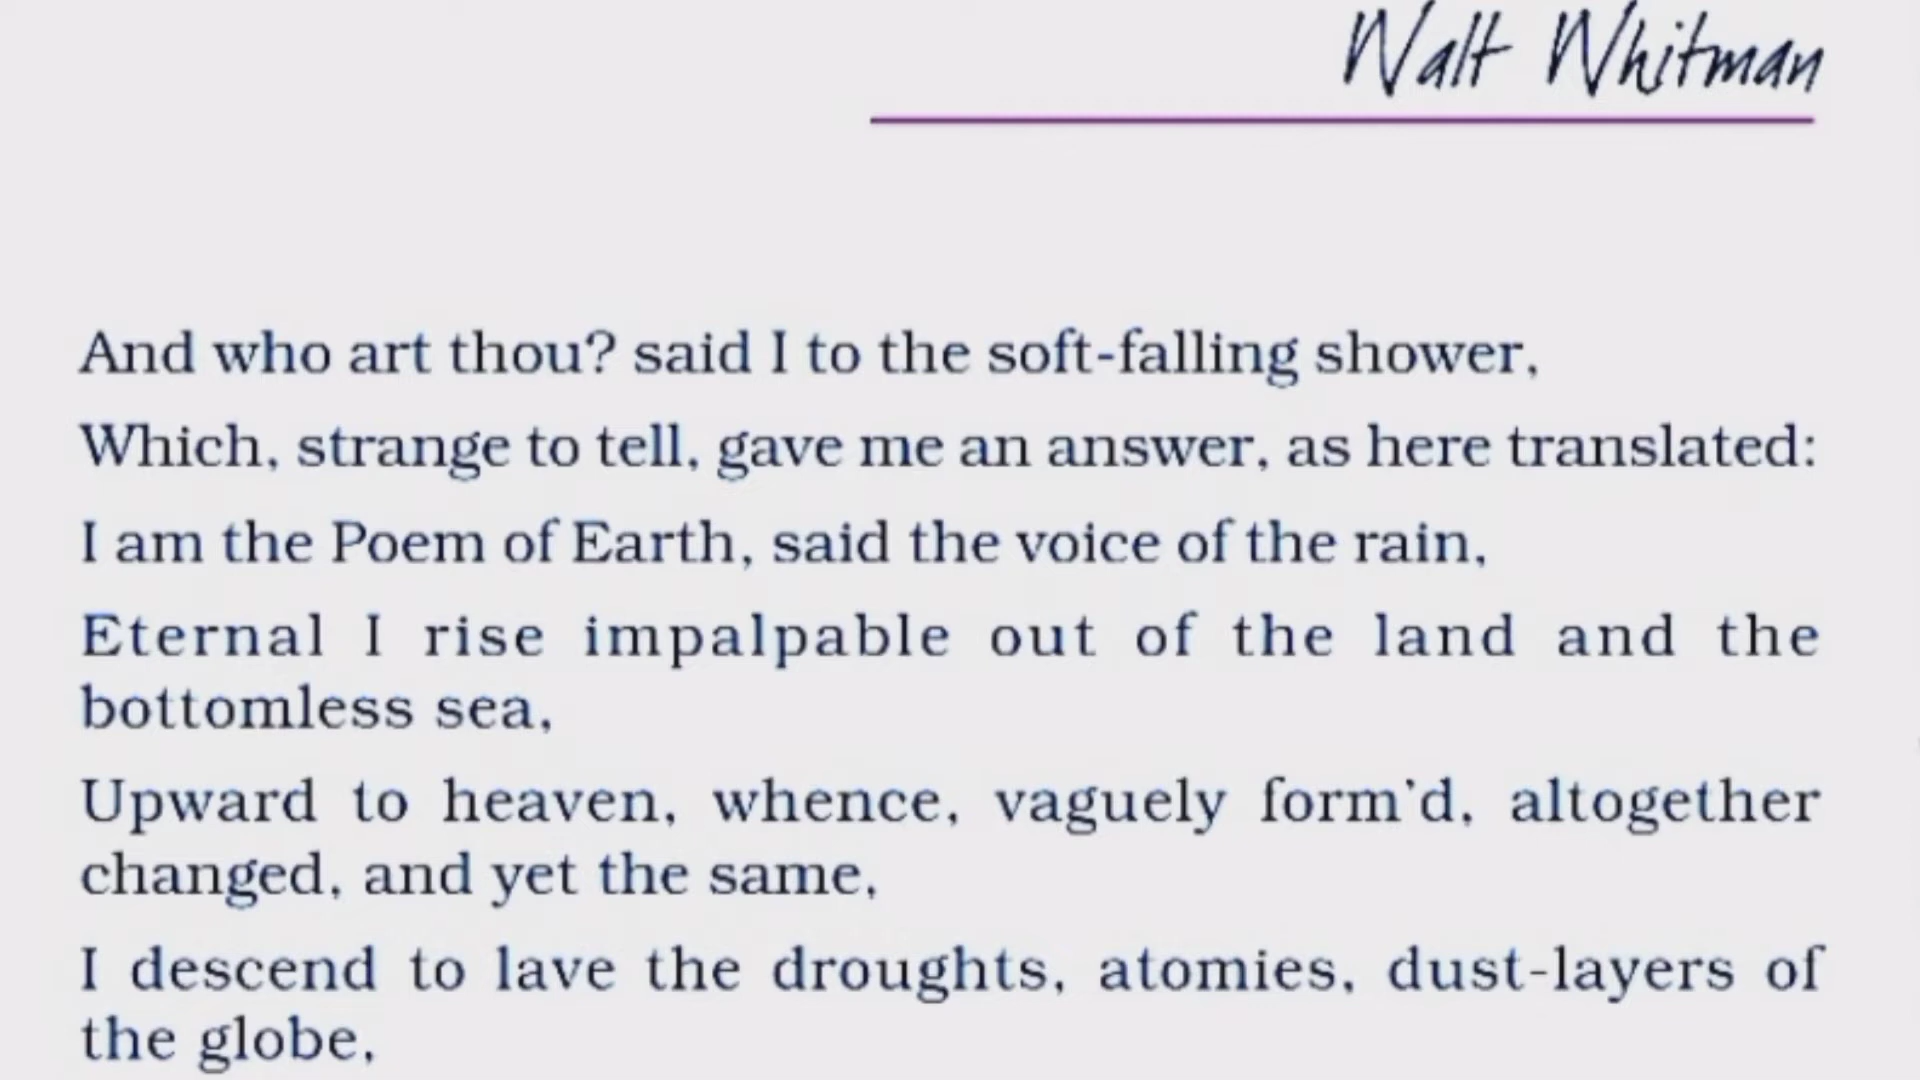 Walt Whitman
And who art thou? said I to the soft-falling shower,
Which, strange to tell, gave me an answer, as here translated:
I am the Poem of Earth, said the voice of the rain,
Eternal I rise impalpable out of the land and the
bottomless sea,
Upward to heaven, whence, vaguely form'd, altogether
changed, and yet the same,
I descend to lave the droughts, atomies, dust-layers of
the globe,